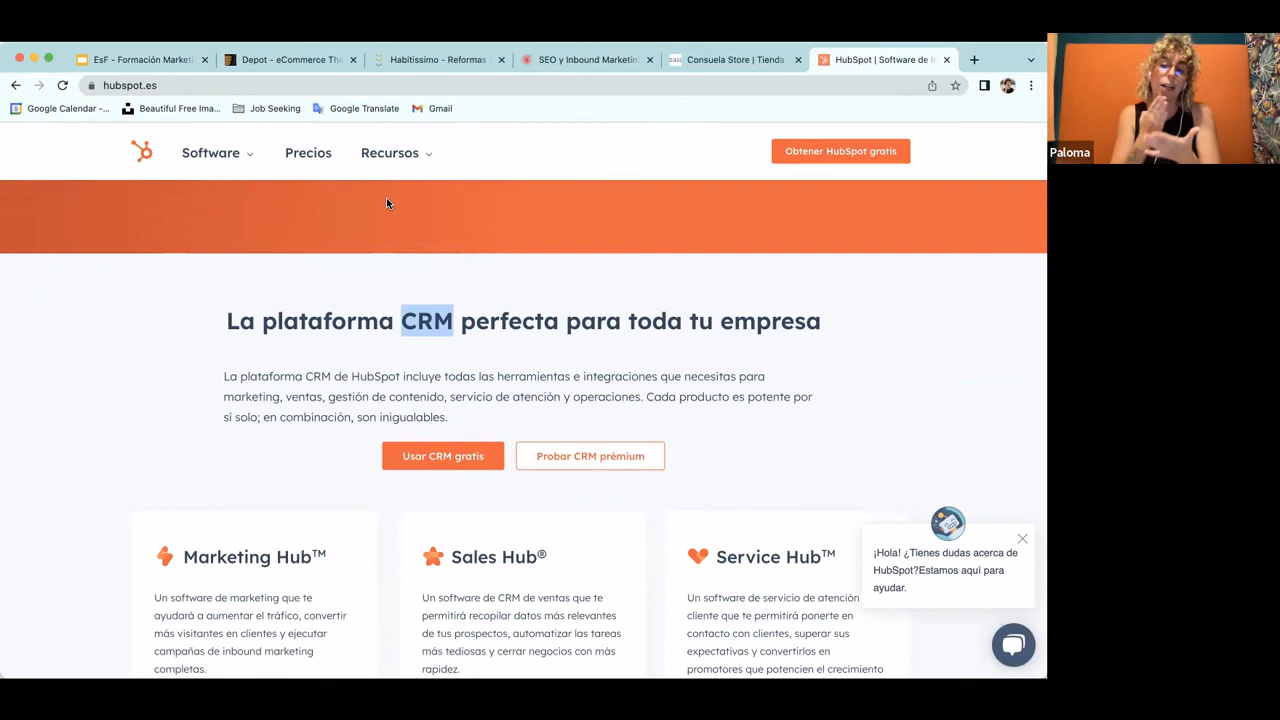 EsF - Formación Marketi
Depot - eCommerce The
Habitissimo - Reformas
SEO y Inbound Marketin
Consuela Store | Tienda
HubSpot | Software de I
hubspot.es
Google Calendar -...
Beautiful Free Ima...
Job Seeking
Google Translate
Gmail
Software
Precios
Recursos
Obtener HubSpot gratis
Paloma
La plataforma CRM perfecta para toda tu empresa
La plataforma CRM de HubSpot incluye todas las herramientas e integraciones que necesitas para
marketing, ventas, gestión de contenido, servicio de atención y operaciones. Cada producto es potente por
sí solo; en combinación, son inigualables.
Usar CRM gratis
Probar CRM prémium
Marketing Hub™
Un software de marketing que te
ayudará a aumentar el tráfico, convertir
más visitantes en clientes y ejecutar
campañas de inbound marketing
completas.
Sales Hub®
Un software de CRM de ventas que te
permitirá recopilar datos más relevantes
de tus prospectos, automatizar las tareas
más tediosas y cerrar negocios con más
rapidez.
Service Hub™
Un software de servicio de atención
cliente que te permitirá ponerte en
contacto con clientes, superar sus
expectativas y convertirlos en
promotores que potencien el crecimiento
¡Hola! ¿Tienes dudas acerca de
HubSpot?Estamos aquí para
ayudar.